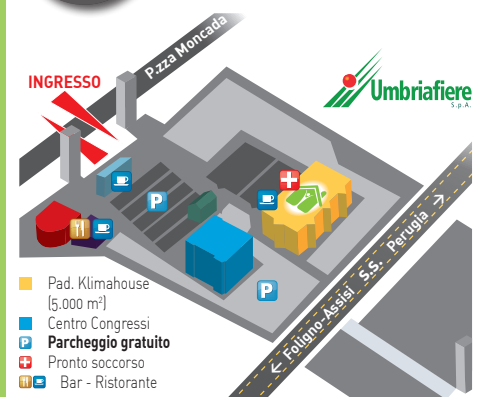 P.zza Moncada
INGRESSO
Umbriafiere
S.p.A.
P
← Foligno-Assisi S.S. Perugia →
P
Pad. Klimahouse
(5.000 m²)
Centro Congressi
P Parcheggio gratuito
Pronto soccorso
Bar - Ristorante